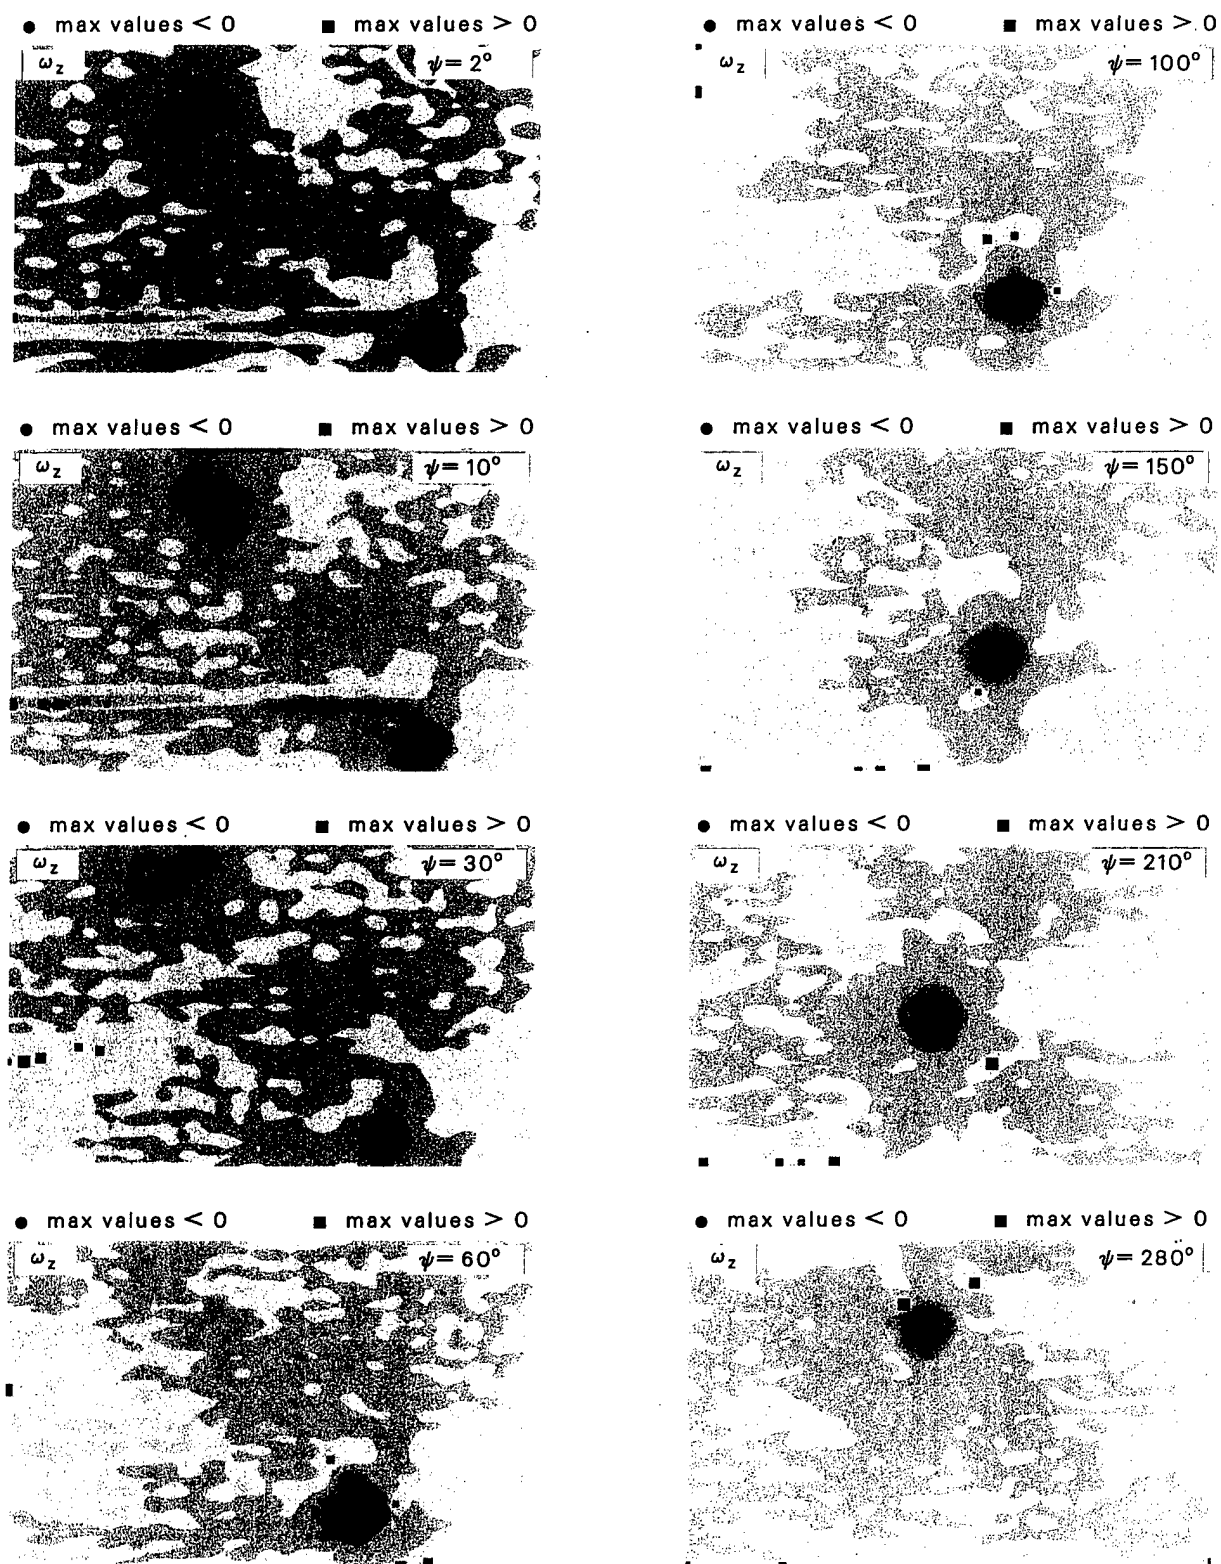 ● max values < 0 ■ max values > 0
ω_z ψ= 2°
● max values < 0 ■ max values > 0
ω_z ψ= 10°
● max values < 0 ■ max values > 0
ω_z ψ= 30°
● max values < 0 ■ max values > 0
ω_z ψ= 60°
● max values < 0 ■ max values > 0
ω_z ψ= 100°
● max values < 0 ■ max values > 0
ω_z ψ= 150°
● max values < 0 ■ max values > 0
ω_z ψ= 210°
● max values < 0 ■ max values > 0
ω_z ψ= 280°